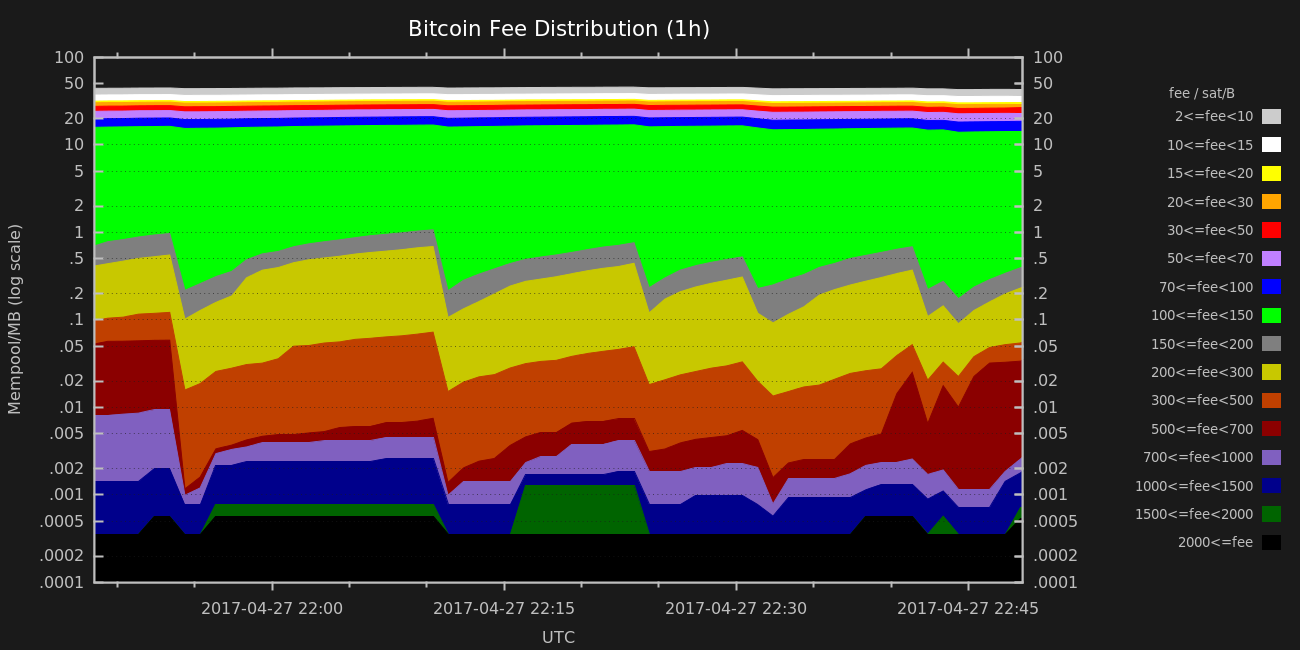 Bitcoin Fee Distribution (1h)
Mempool/MB (log scale)
100
50
20
10
5
2
1
.5
.2
.1
.05
.02
.01
.005
.002
.001
.0005
.0002
.0001
100
50
20
10
5
2
1
.5
.2
.1
.05
.02
.01
.005
.002
.001
.0005
.0002
.0001
2017-04-27 22:00
2017-04-27 22:15
2017-04-27 22:30
2017-04-27 22:45
UTC
fee / sat/B
2<=fee<10
10<=fee<15
15<=fee<20
20<=fee<30
30<=fee<50
50<=fee<70
70<=fee<100
100<=fee<150
150<=fee<200
200<=fee<300
300<=fee<500
500<=fee<700
700<=fee<1000
1000<=fee<1500
1500<=fee<2000
2000<=fee